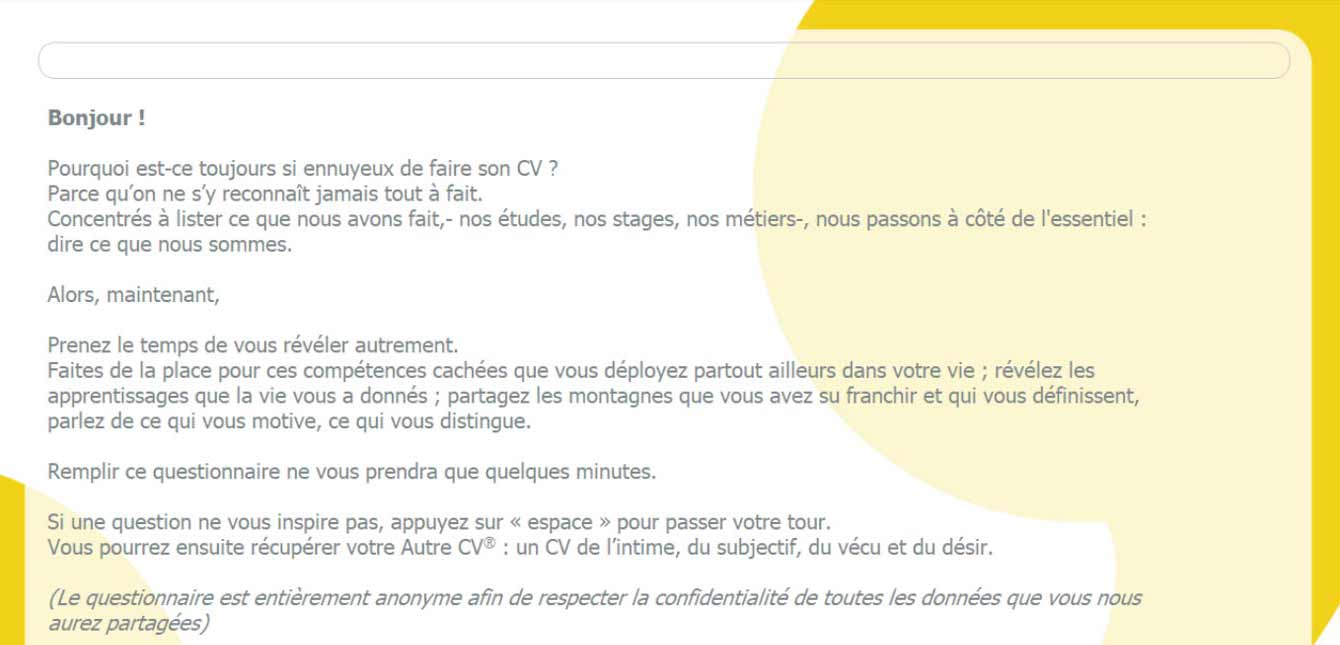 Bonjour !
Pourquoi est-ce toujours si ennuyeux de faire son CV ?
Parce qu’on ne s’y reconnaît jamais tout à fait.
Concentrés à lister ce que nous avons fait,- nos études, nos stages, nos métiers-, nous passons à côté de l'essentiel :
dire ce que nous sommes.
Alors, maintenant,
Prenez le temps de vous révéler autrement.
Faites de la place pour ces compétences cachées que vous déployez partout ailleurs dans votre vie ; révélez les
apprentissages que la vie vous a donnés ; partagez les montagnes que vous avez su franchir et qui vous définissent,
parlez de ce qui vous motive, ce qui vous distingue.
Remplir ce questionnaire ne vous prendra que quelques minutes.
Si une question ne vous inspire pas, appuyez sur « espace » pour passer votre tour.
Vous pourrez ensuite récupérer votre Autre CV® : un CV de l’intime, du subjectif, du vécu et du désir.
(Le questionnaire est entièrement anonyme afin de respecter la confidentialité de toutes les données que vous nous
aurez partagées)